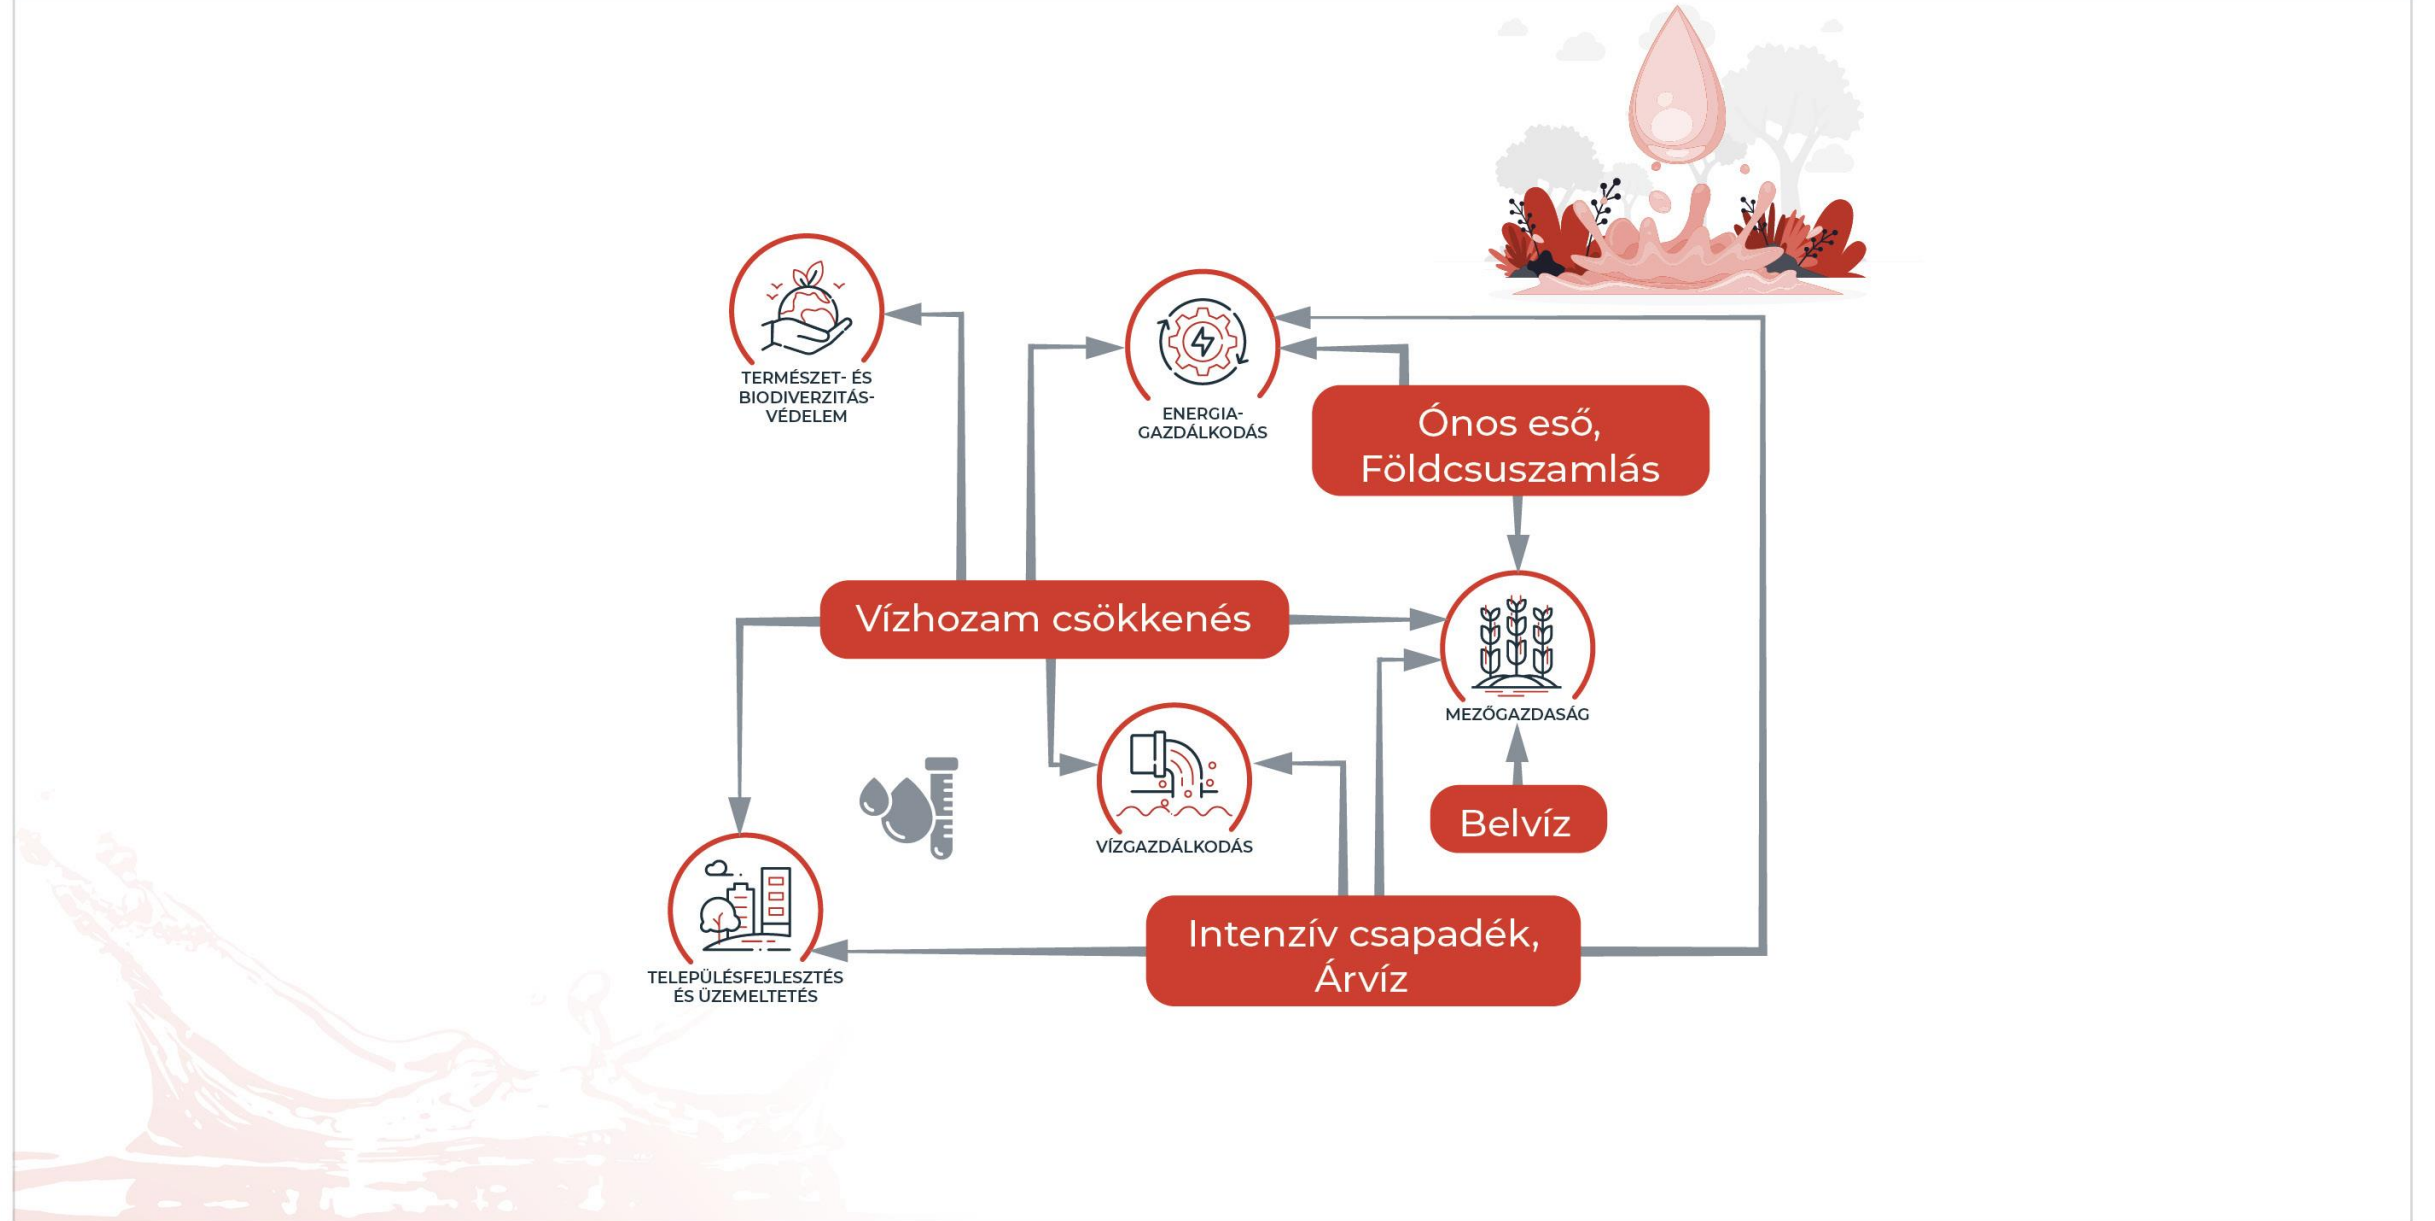 TERMÉSZET- ÉS
BIODIVERZITÁS-
VÉDELEM
ENERGIA-
GAZDÁLKODÁS
Ónos eső,
Földcsuszamlás
Vízhozam csökkenés
MEZŐGAZDASÁG
VÍZGAZDÁLKODÁS
Belvíz
TELEPÜLÉSFEJLESZTÉS
ÉS ÜZEMELTETÉS
Intenzív csapadék,
Árvíz